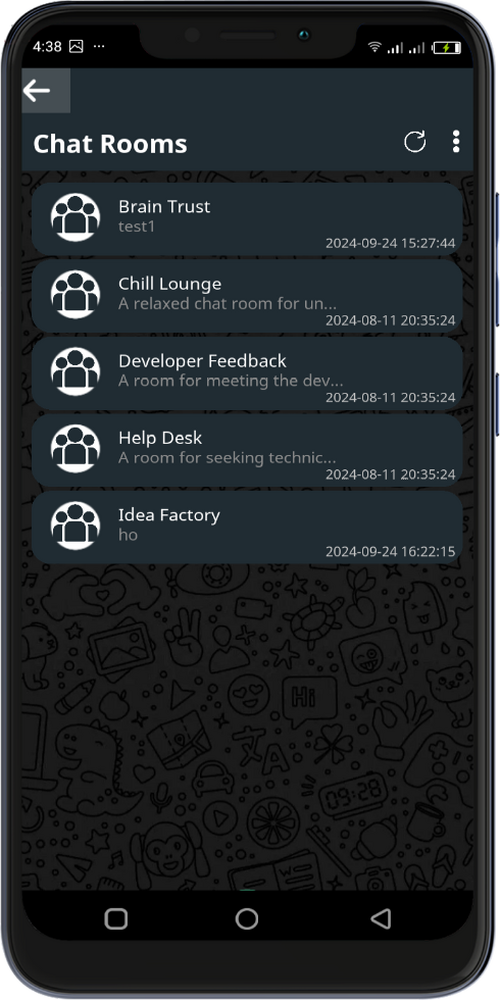 4:38
Chat Rooms
Brain Trust
test1
2024-09-24 15:27:44
Chill Lounge
A relaxed chat room for un...
2024-08-11 20:35:24
Developer Feedback
A room for meeting the dev...
2024-08-11 20:35:24
Help Desk
A room for seeking technic...
2024-08-11 20:35:24
Idea Factory
ho
2024-09-24 16:22:15
Hi
文A
09:28